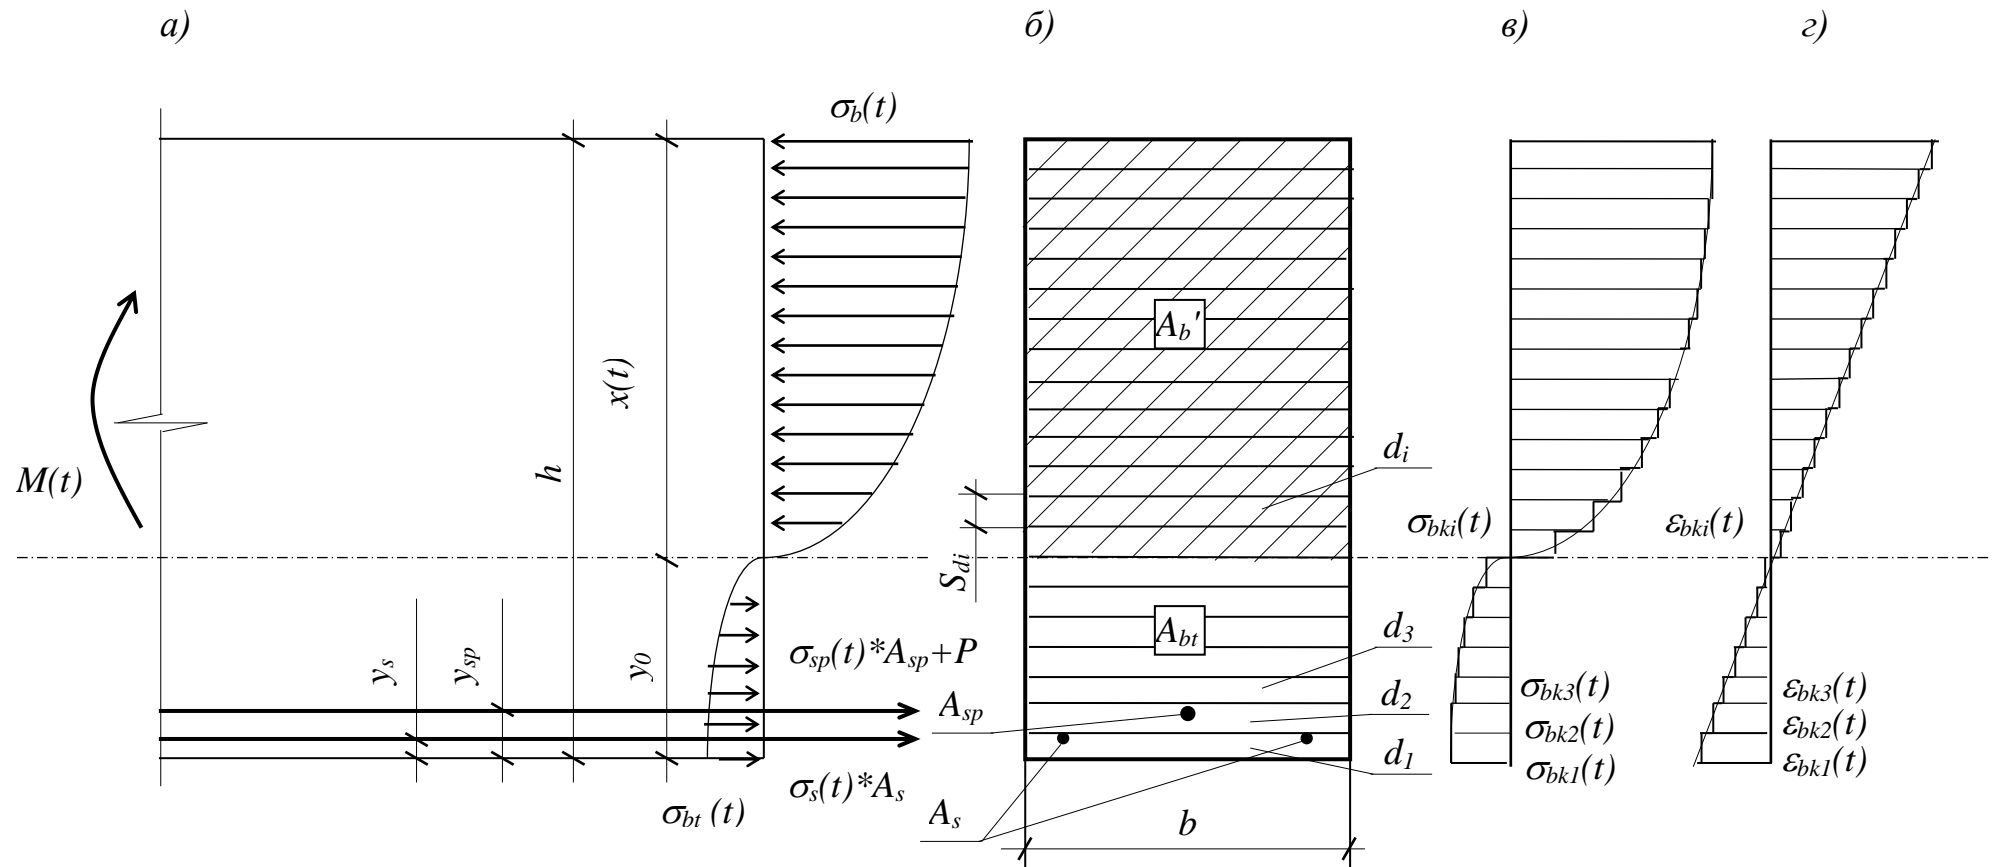 а)
б)
в)
г)
σb(t)
Ab'
x(t)
h
M(t)
di
σbki(t)
εbki(t)
Sdi
Abt
d3
ys
ysp
y0
σsp(t)*Asp+P
σbk3(t)
εbk3(t)
Asp
d2
σbk2(t)
εbk2(t)
d1
σbk1(t)
εbk1(t)
σs(t)*As
σbt (t)
As
b